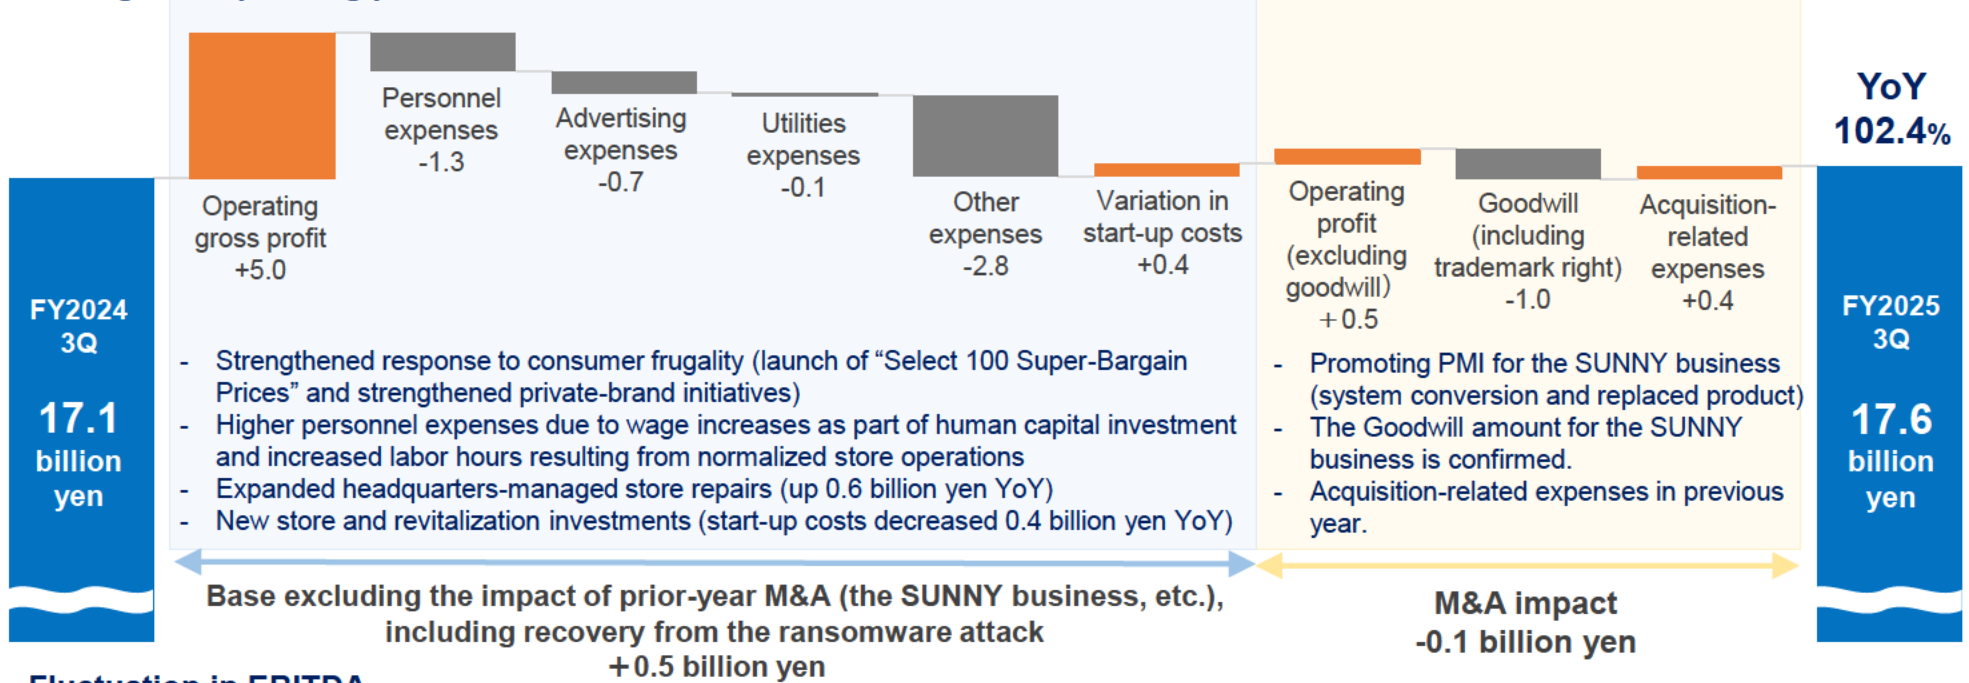 Operating
gross profit
+5.0
Personnel
expenses
-1.3
Advertising
expenses
-0.7
Utilities
expenses
-0.1
Other
expenses
-2.8
Variation in
start-up costs
+0.4
Operating
profit
(excluding
goodwill)
+0.5
Goodwill
(including
trademark right)
-1.0
Acquisition-
related
expenses
+0.4
YoY
102.4%
FY2024
3Q
17.1
billion
yen
- Strengthened response to consumer frugality (launch of “Select 100 Super-Bargain
Prices” and strengthened private-brand initiatives)
- Higher personnel expenses due to wage increases as part of human capital investment
and increased labor hours resulting from normalized store operations
- Expanded headquarters-managed store repairs (up 0.6 billion yen YoY)
- New store and revitalization investments (start-up costs decreased 0.4 billion yen YoY)
- Promoting PMI for the SUNNY business
(system conversion and replaced product)
- The Goodwill amount for the SUNNY
business is confirmed.
- Acquisition-related expenses in previous
year.
FY2025
3Q
17.6
billion
yen
Base excluding the impact of prior-year M&A (the SUNNY business, etc.),
including recovery from the ransomware attack
+0.5 billion yen
M&A impact
-0.1 billion yen
Fluctuation in EBITDA